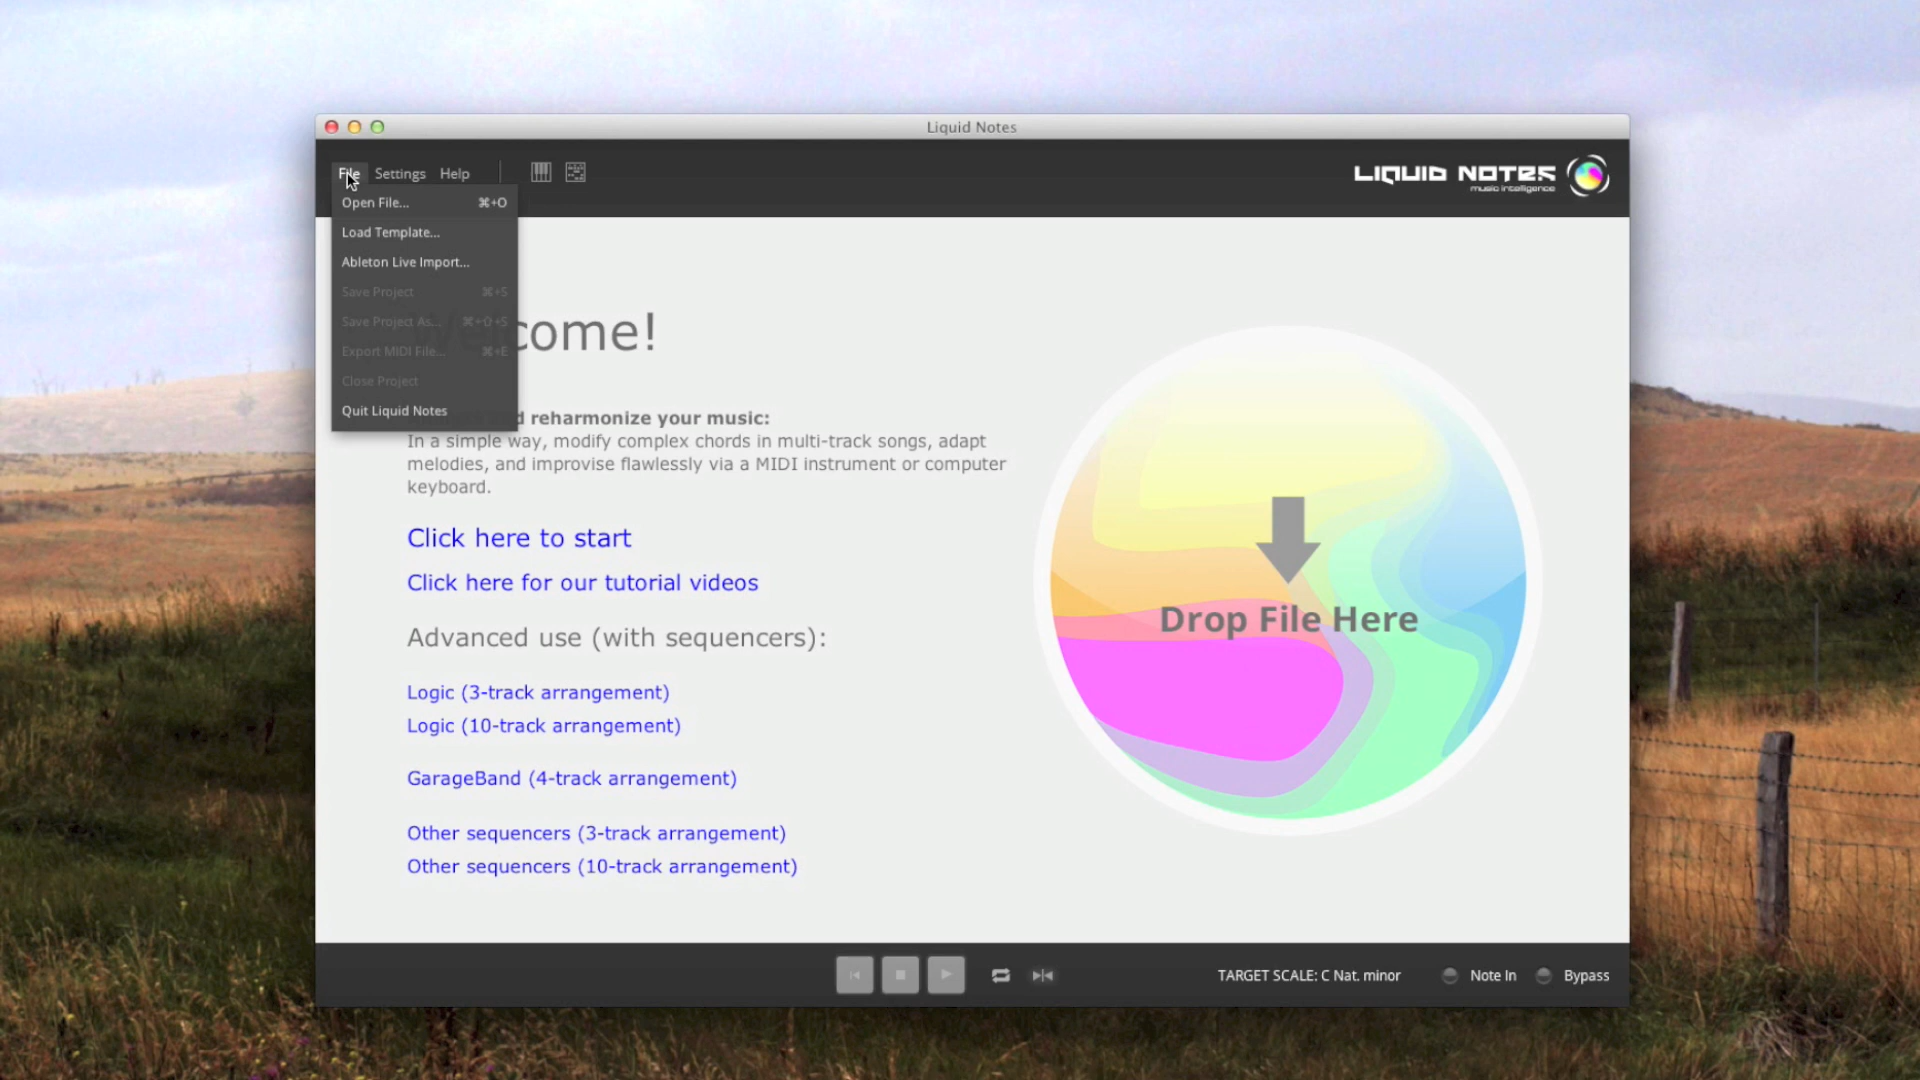 Liquid Notes
File Settings Help
LIQUID NOTES
music intelligence
Open File... ⌘+O
Load Template...
Ableton Live Import...
Save Project ⌘+S
Save Project As... ⌘+⇧+S
Export MIDI File... ⌘+E
Close Project
Quit Liquid Notes
Welcome!
reharmonize your music:
In a simple way, modify complex chords in multi-track songs, adapt
melodies, and improvise flawlessly via a MIDI instrument or computer
keyboard.
Click here to start
Click here for our tutorial videos
Advanced use (with sequencers):
Logic (3-track arrangement)
Logic (10-track arrangement)
GarageBand (4-track arrangement)
Other sequencers (3-track arrangement)
Other sequencers (10-track arrangement)
Drop File Here
TARGET SCALE: C Nat. minor Note In Bypass